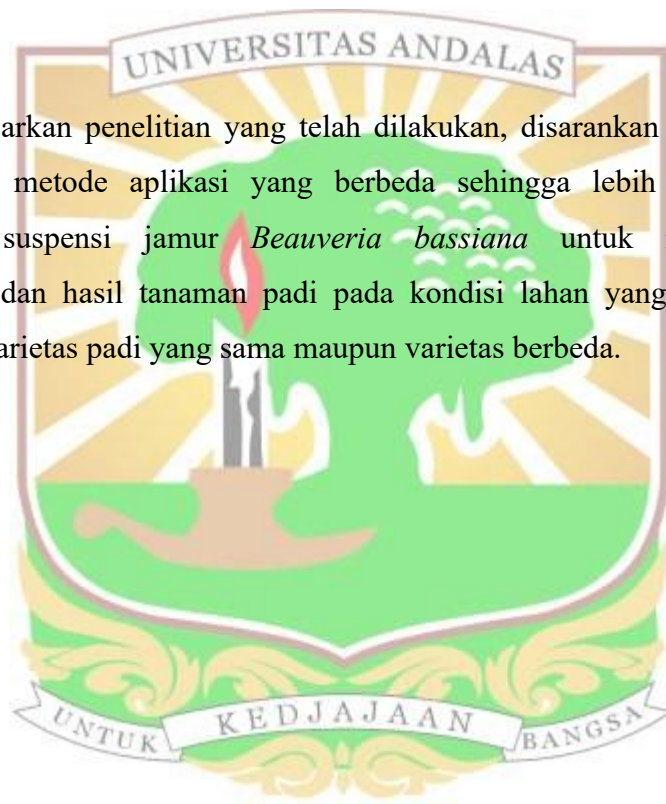 UNIVERSITAS ANDALAS
arkan penelitian yang telah dilakukan, disarankan
metode aplikasi yang berbeda sehingga lebih
suspensi jamur Beauveria bassiana untuk
dan hasil tanaman padi pada kondisi lahan yang
arietas padi yang sama maupun varietas berbeda.
UNTUK KEDJAJAAN BANGSA